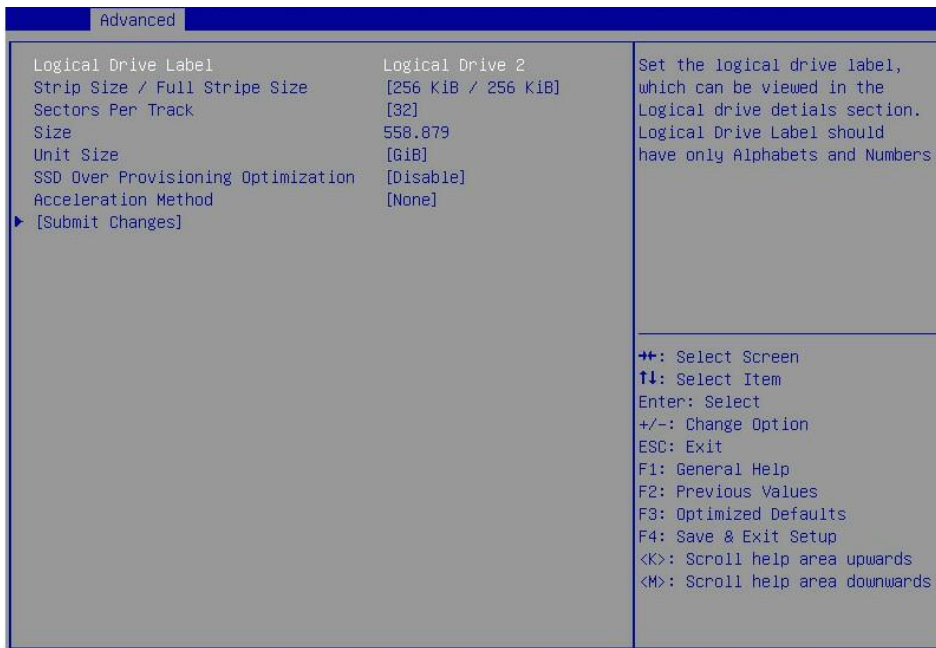 Advanced
Logical Drive Label Logical Drive 2
Strip Size / Full Stripe Size [256 KiB / 256 KiB]
Sectors Per Track [32]
Size 558.879
Unit Size [GiB]
SSD Over Provisioning Optimization [Disable]
Acceleration Method [None]
[Submit Changes]
Set the logical drive label,
which can be viewed in the
Logical drive detials section.
Logical Drive Label should
have only Alphabets and Numbers
→←: Select Screen
↑↓: Select Item
Enter: Select
+/-: Change Option
ESC: Exit
F1: General Help
F2: Previous Values
F3: Optimized Defaults
F4: Save & Exit Setup
<K>: Scroll help area upwards
<M>: Scroll help area downwards